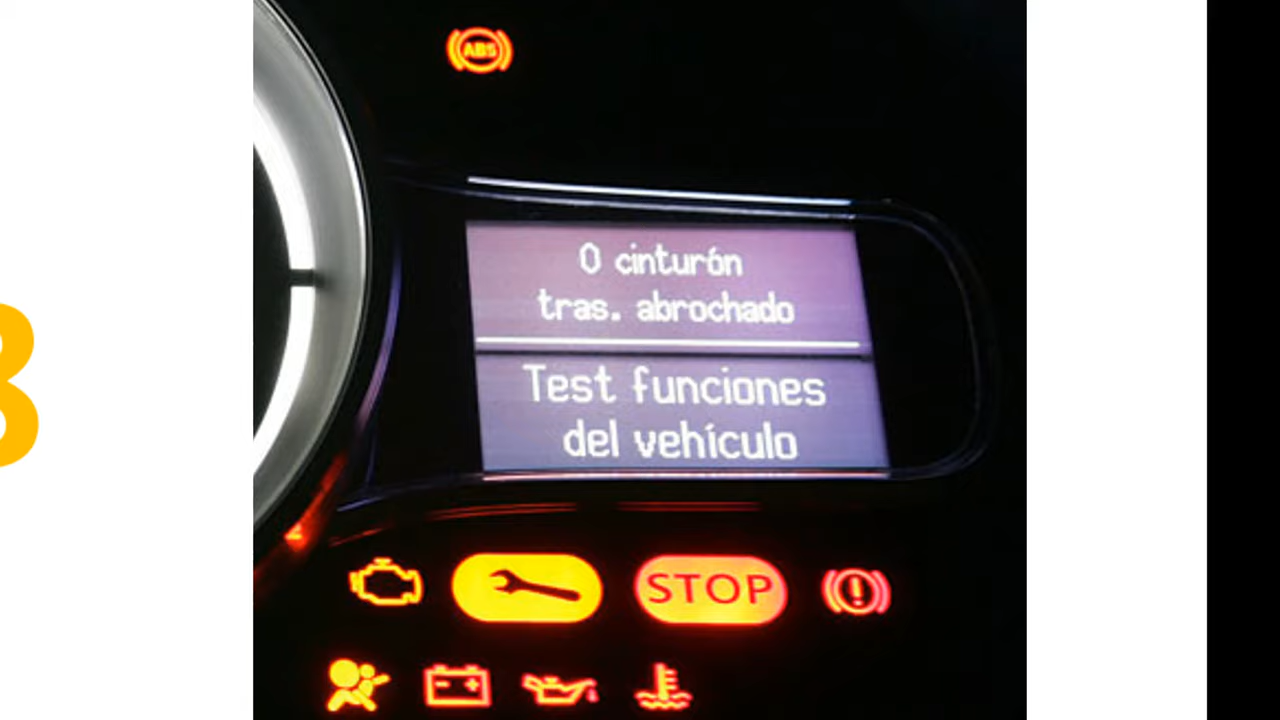 ABS
0 cinturón
tras. abrochado
Test funciones
del vehículo
STOP